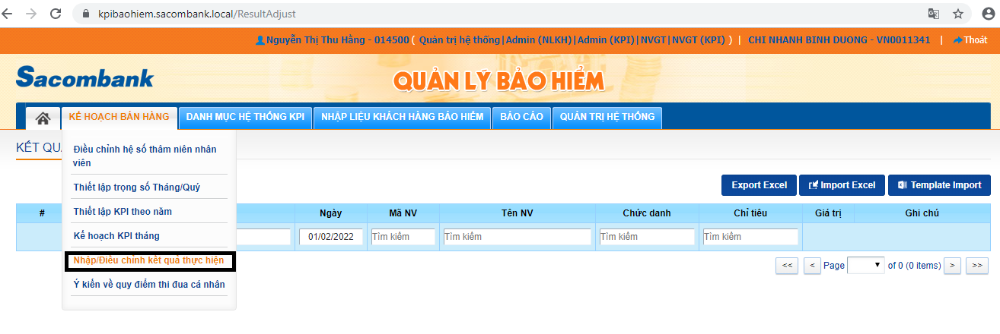 kpibaohiem.sacombank.local/ResultAdjust
Nguyễn Thị Thu Hằng - 014500 ( Quản trị hệ thống|Admin (NLKH)|Admin (KPI)|NVGT|NVGT (KPI) ) | CHI NHANH BINH DUONG - VN0011341 | Thoát
Sacombank
QUẢN LÝ BẢO HIỂM
KẾ HOẠCH BÁN HÀNG DANH MỤC HỆ THỐNG KPI NHẬP LIỆU KHÁCH HÀNG BẢO HIỂM BÁO CÁO QUẢN TRỊ HỆ THỐNG
KẾT QU
Điều chỉnh hệ số thâm niên nhân
viên
Thiết lập trọng số Tháng/Quý
Thiết lập KPI theo năm
Kế hoạch KPI tháng
Nhập/Điều chỉnh kết quả thực hiện
Ý kiến về quy điểm thi đua cá nhân
Export Excel Import Excel Template Import
# Ngày Mã NV Tên NV Chức danh Chỉ tiêu Giá trị Ghi chú
01/02/2022 Tìm kiếm Tìm kiếm Tìm kiếm Tìm kiếm
<< < Page of 0 (0 items) > >>